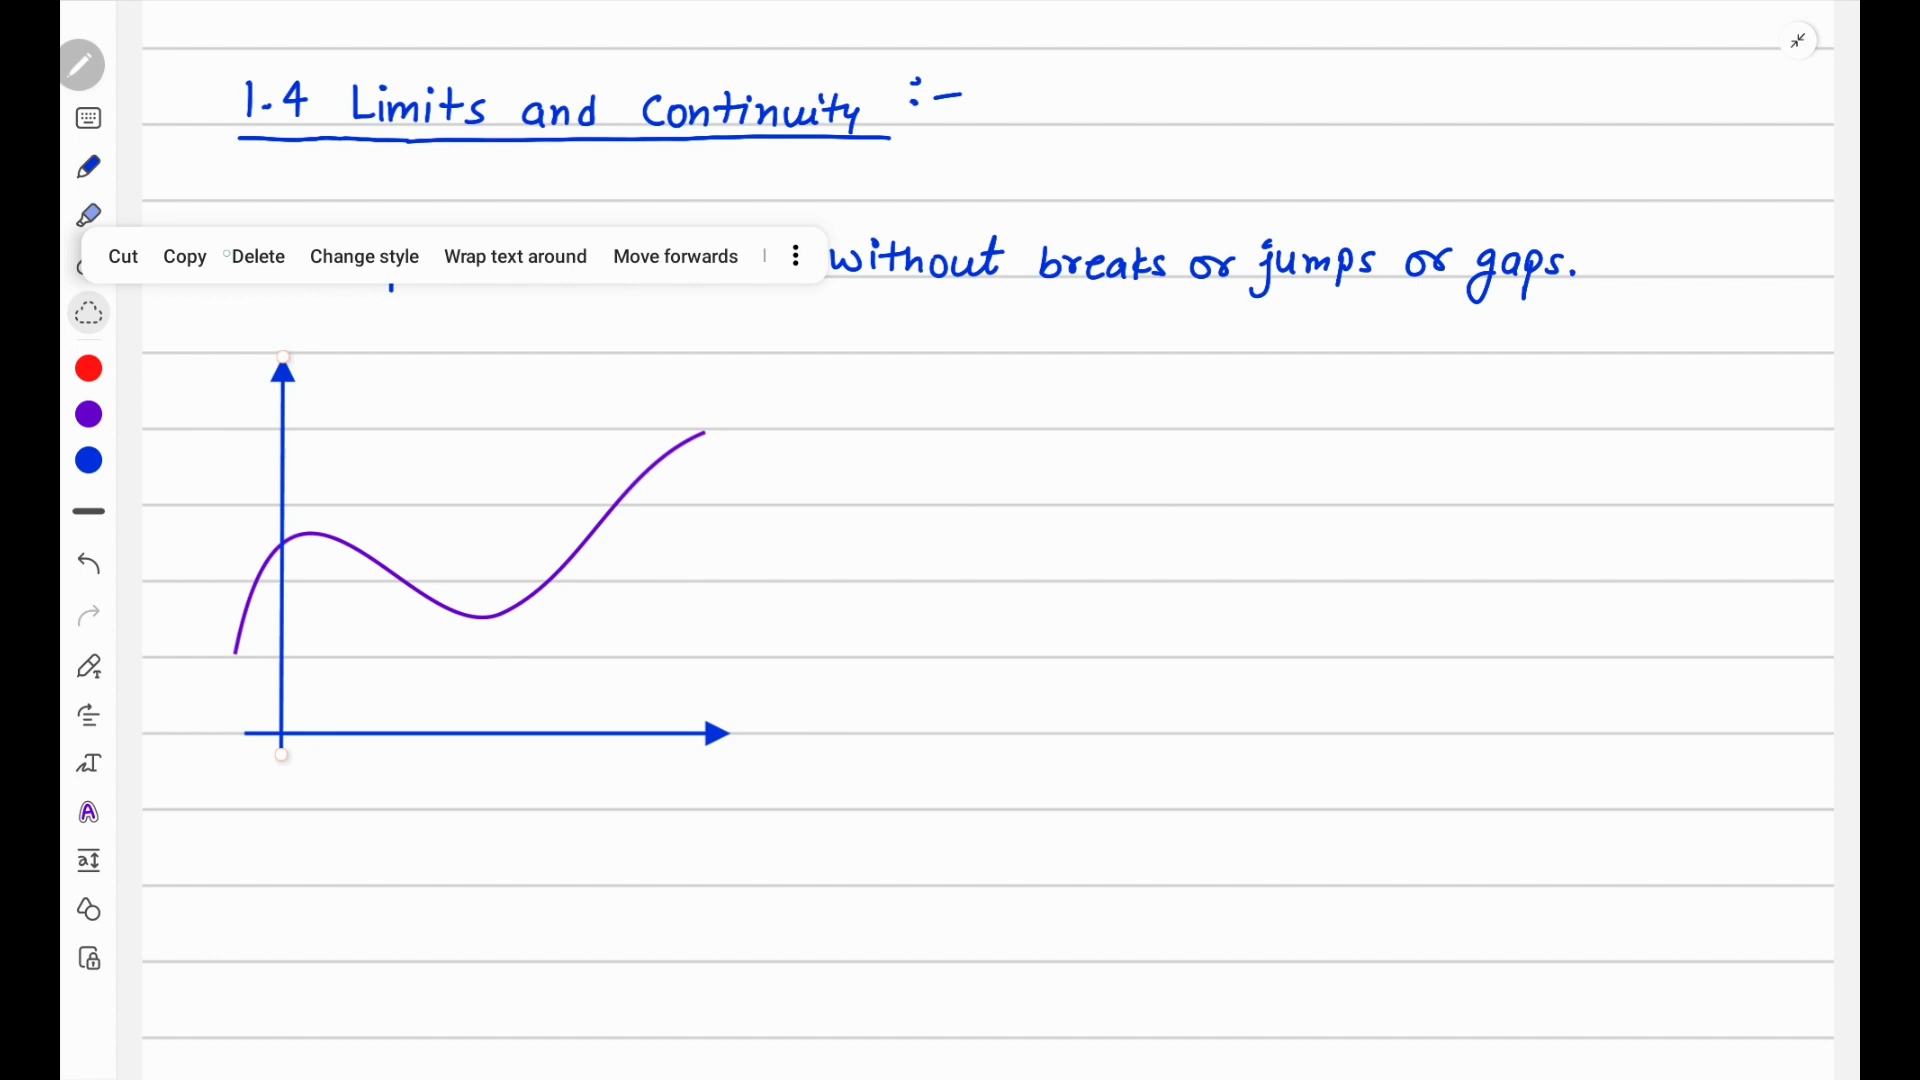 1.4 Limits and Continuity :-
Cut Copy Delete Change style Wrap text around Move forwards
without breaks or jumps or gaps.